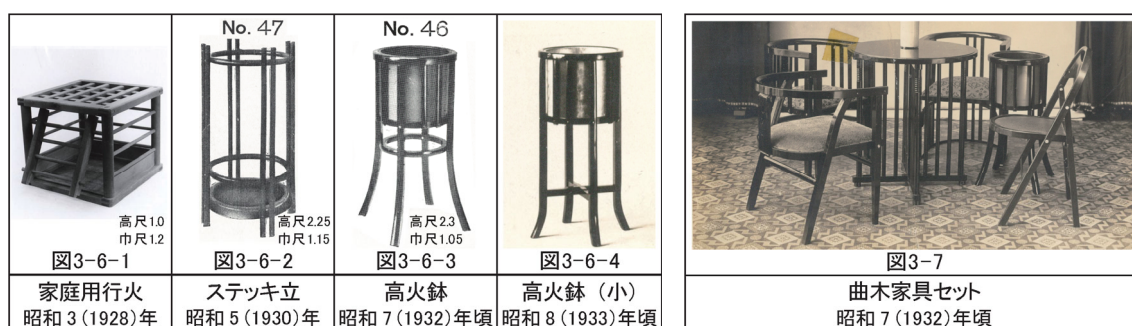 高尺1.0
巾尺1.2
図3-6-1
家庭用行火
昭和3(1928)年
No. 47
高尺2.25
巾尺1.15
図3-6-2
ステッキ立
昭和5(1930)年
No. 46
高尺2.3
巾尺1.05
図3-6-3
高火鉢
昭和7(1932)年頃
図3-6-4
高火鉢（小）
昭和8(1933)年頃
図3-7
曲木家具セット
昭和7(1932)年頃